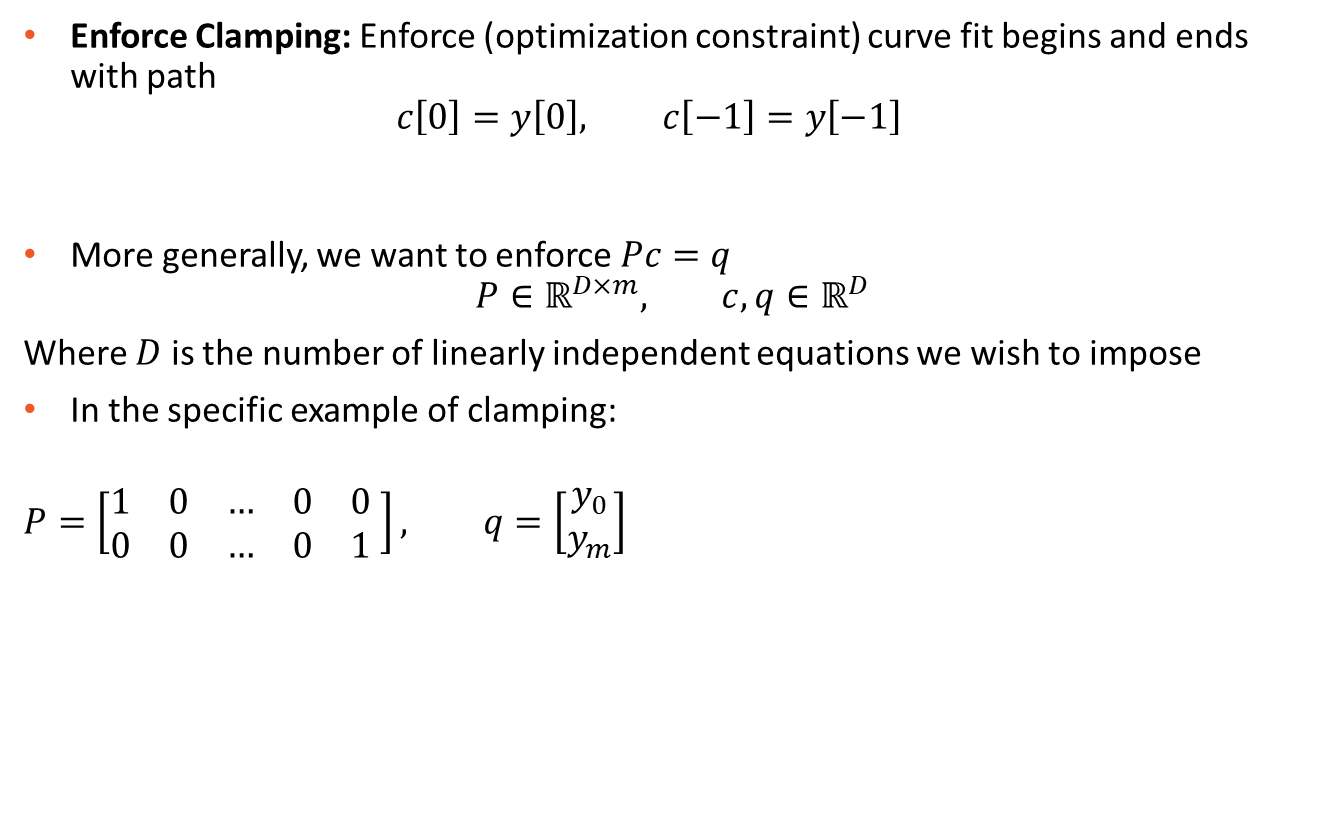 • Enforce Clamping: Enforce (optimization constraint) curve fit begins and ends
with path
c[0] = y[0], c[−1] = y[−1]
• More generally, we want to enforce Pc = q
P ∈ ℝ^{D×m}, c, q ∈ ℝ^D
Where D is the number of linearly independent equations we wish to impose
• In the specific example of clamping:
P = [1 0 … 0 0; 0 0 … 0 1], q = [y₀; yₘ]